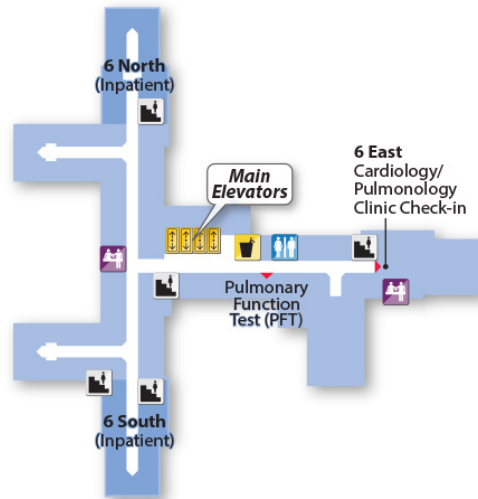 6 North
(Inpatient)
Main
Elevators
6 East
Cardiology/
Pulmonology
Clinic Check-in
Pulmonary
Function
Test (PFT)
6 South
(Inpatient)